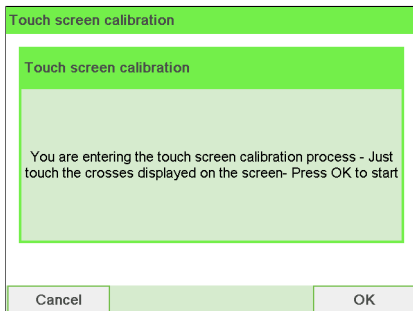 Touch screen calibration
Touch screen calibration
You are entering the touch screen calibration process - Just
touch the crosses displayed on the screen- Press OK to start
Cancel
OK